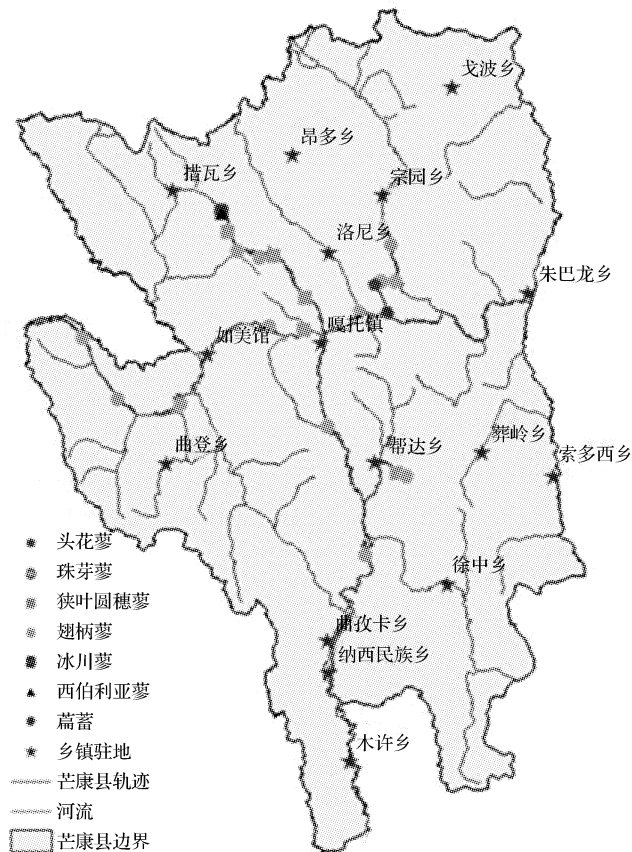 戈波乡
昂多乡
措瓦乡
宗园乡
洛尼乡
朱巴龙乡
如美馆
嘎托镇
曲登乡
帮达乡
莽岭乡
索多西乡
徐中乡
曲孜卡乡
纳西民族乡
木许乡
头花蓼
珠芽蓼
狭叶圆穗蓼
翅柄蓼
冰川蓼
西伯利亚蓼
萹蓄
乡镇驻地
芒康县轨迹
河流
芒康县边界